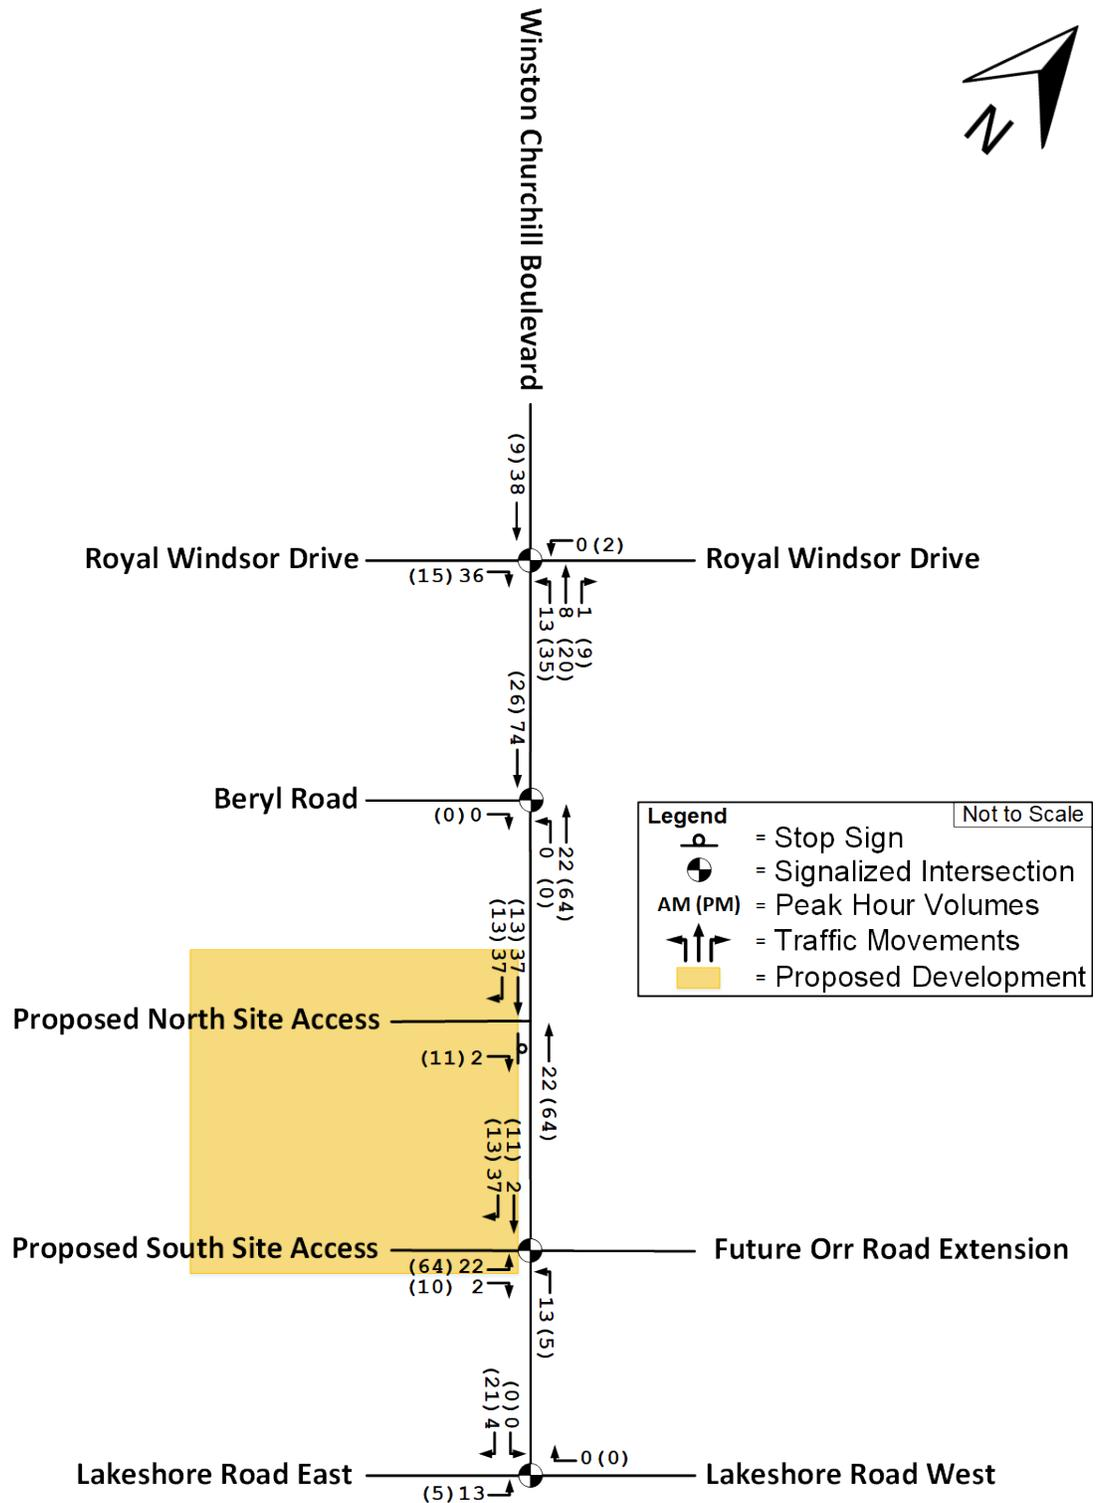 Winston Churchill Boulevard
N
(9) 38
Royal Windsor Drive
0 (2)
Royal Windsor Drive
(15) 36
13 (35)
8 (20)
1 (9)
(26) 74
Beryl Road
(0) 0
0 (0)
22 (64)
Legend
Not to Scale
= Stop Sign
= Signalized Intersection
AM (PM) = Peak Hour Volumes
= Traffic Movements
= Proposed Development
(13) 37
(13) 37
Proposed North Site Access
(11) 2
22 (64)
(13) 37
(11) 2
Proposed South Site Access
Future Orr Road Extension
(64) 22
(10) 2
13 (5)
(21) 4
(0) 0
0 (0)
Lakeshore Road East
Lakeshore Road West
(5) 13